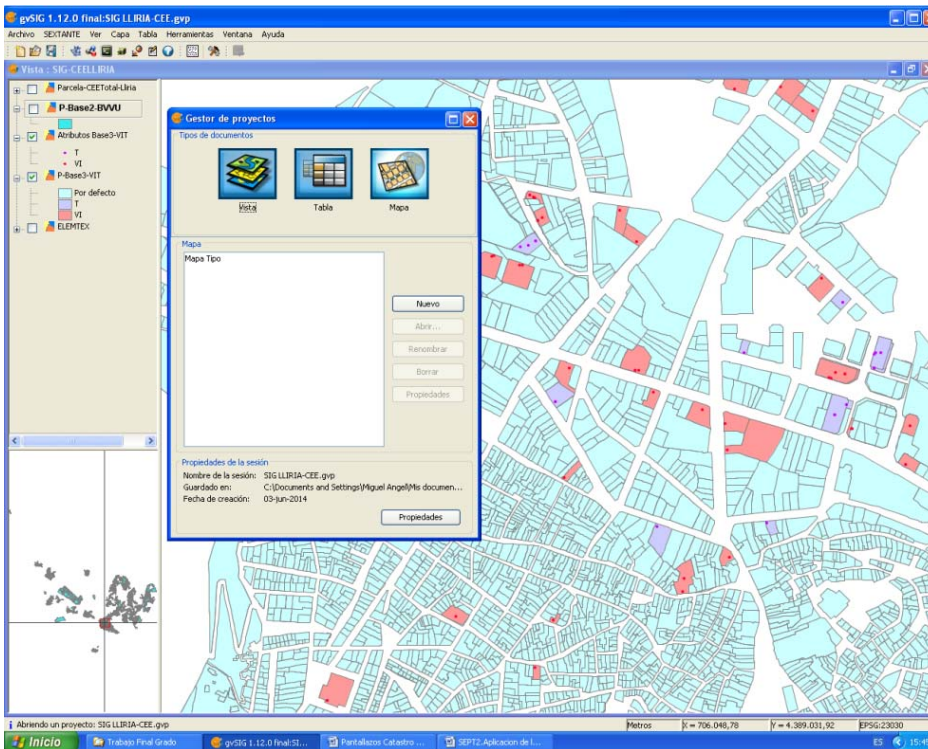 gvSIG 1.12.0 final:SIG LLIRIA-CEE.gvp
Archivo SEXTANTE Ver Capa Tabla Herramientas Ventana Ayuda
Vista : SIG-CEELLIRIA
Parcela-CEETotal-Lliria
P-Base2-BVVU
Atributos Base3-VIT
T
VI
P-Base3-VIT
Por defecto
T
VI
ELEMTEX
Gestor de proyectos
Tipos de documentos
Vista Tabla Mapa
Mapa
Mapa Tipo
Nuevo
Abrir...
Renombrar
Borrar
Propiedades
Propiedades de la sesión
Nombre de la sesión: SIG LLIRIA-CEE.gvp
Guardado en: C:\Documents and Settings\Miguel Angel\Mis documen...
Fecha de creación: 03-jun-2014
Propiedades
Abriendo un proyecto: SIG LLIRIA-CEE.gvp Metros X = 706.048,78 Y = 4.389.031,92 EPSG:23030
Inicio Trabajo Final Grado gvSIG 1.12.0 final:SI... Pantallazos Catastro ... SEPT2.Aplicacion de l... ES 15:45